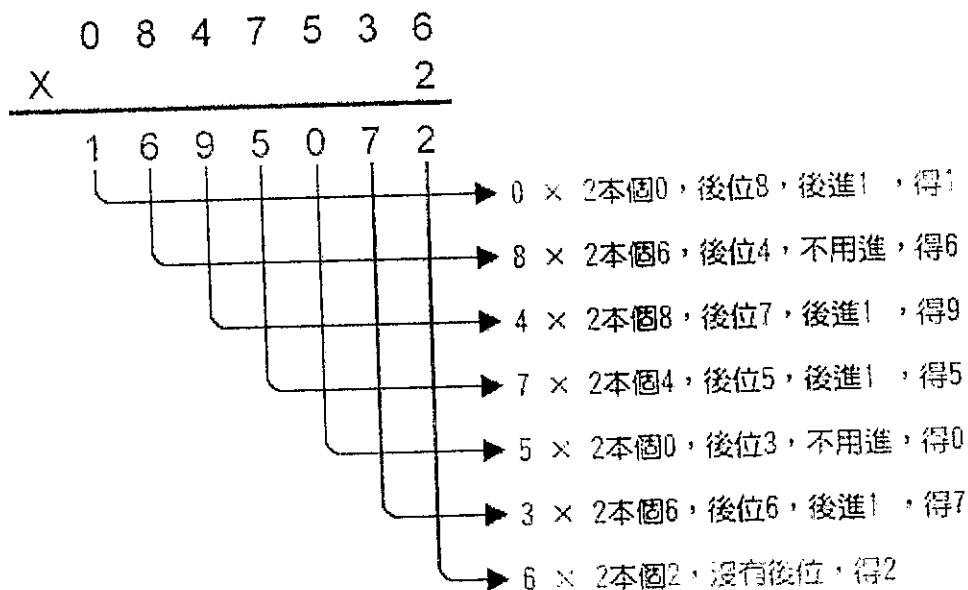 0 8 4 7 5 3 6
X 2
1 6 9 5 0 7 2
0 × 2本個0，後位8，後進1，得1
8 × 2本個6，後位4，不用進，得6
4 × 2本個8，後位7，後進1，得9
7 × 2本個4，後位5，後進1，得5
5 × 2本個0，後位3，不用進，得0
3 × 2本個6，後位6，後進1，得7
6 × 2本個2，沒有後位，得2